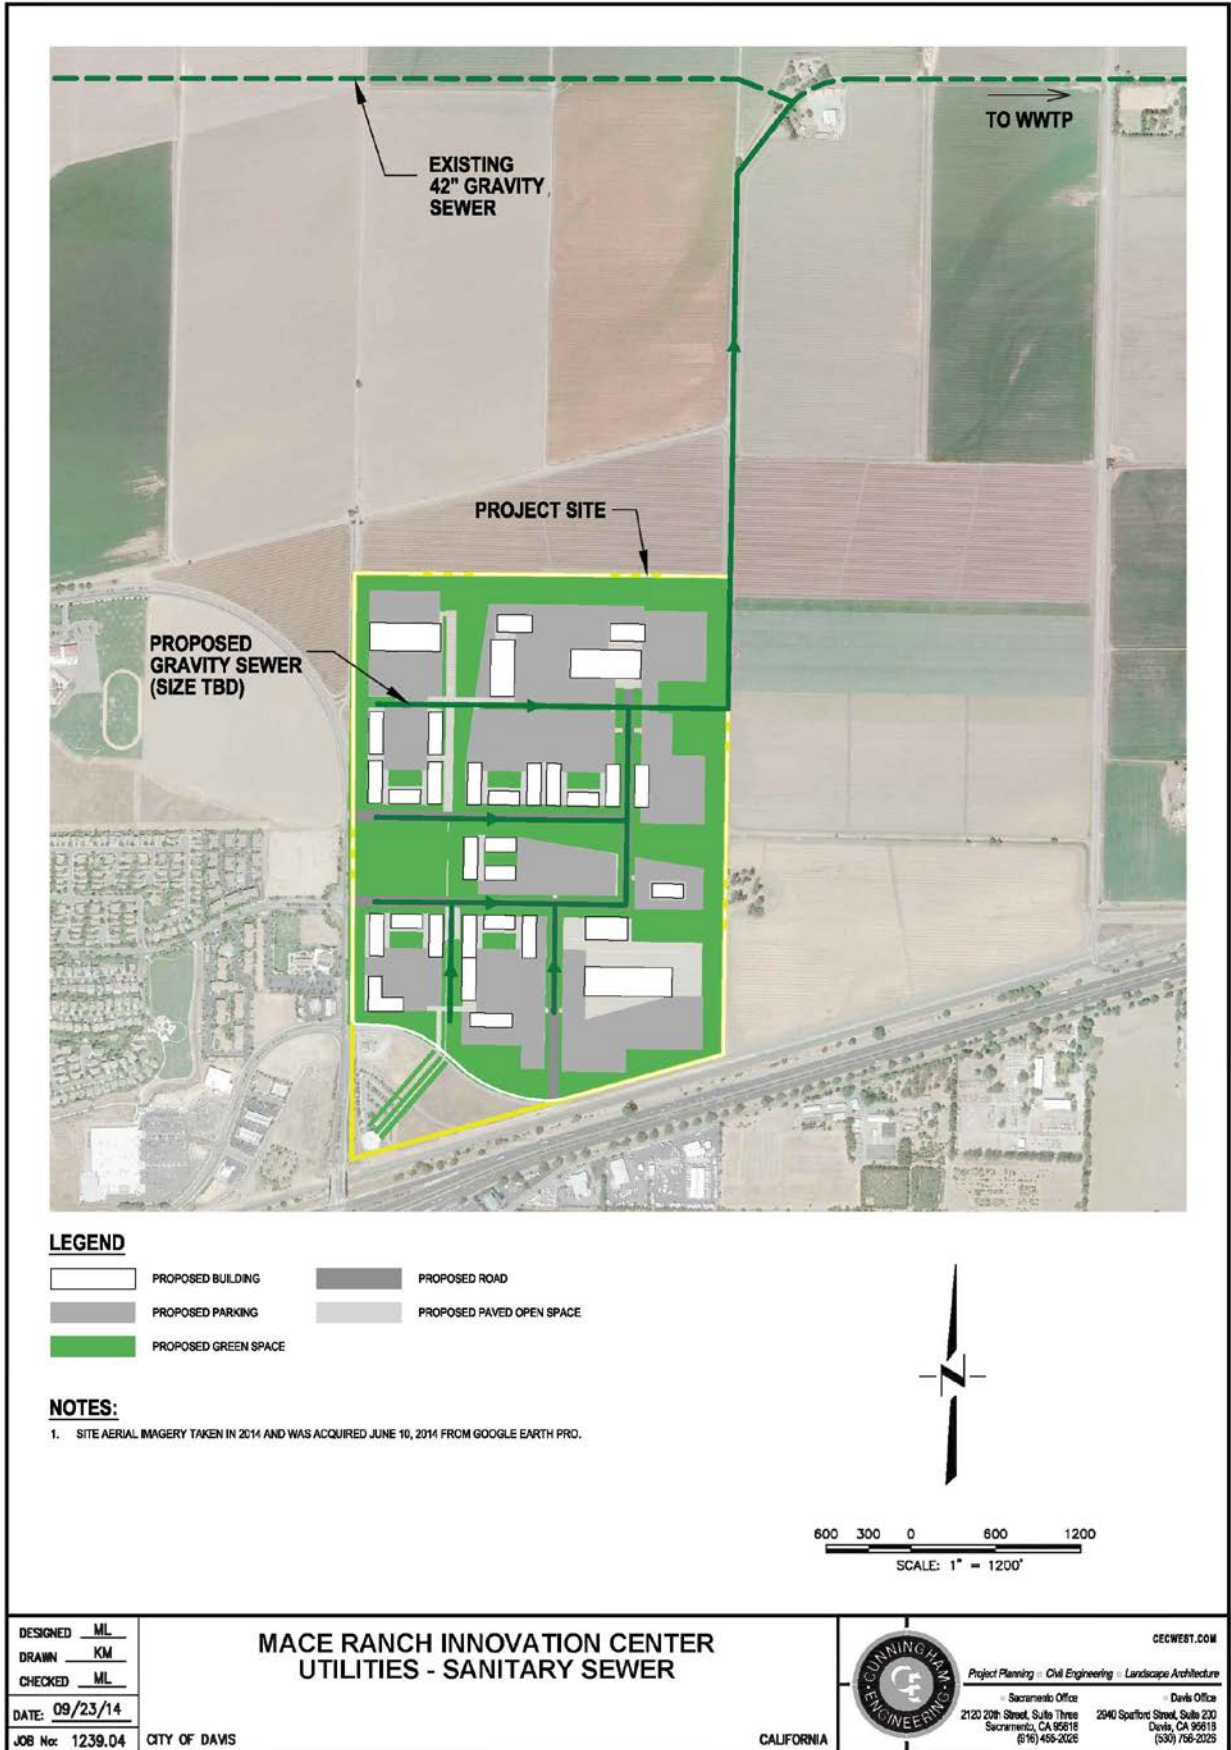 TO WWTP
EXISTING
42" GRAVITY
SEWER
PROJECT SITE
PROPOSED
GRAVITY SEWER
(SIZE TBD)
LEGEND
PROPOSED BUILDING
PROPOSED ROAD
PROPOSED PARKING
PROPOSED PAVED OPEN SPACE
PROPOSED GREEN SPACE
NOTES:
1. SITE AERIAL IMAGERY TAKEN IN 2014 AND WAS ACQUIRED JUNE 10, 2014 FROM GOOGLE EARTH PRO.
N
600 300 0 600 1200
SCALE: 1" = 1200'
DESIGNED ML
DRAWN KM
CHECKED ML
DATE: 09/23/14
JOB No: 1239.04
MACE RANCH INNOVATION CENTER
UTILITIES - SANITARY SEWER
CITY OF DAVIS
CALIFORNIA
CUNNINGHAM
ENGINEERING
CE
CECWEST.COM
Project Planning Civil Engineering Landscape Architecture
Sacramento Office
2120 20th Street, Suite Three
Sacramento, CA 95818
(916) 455-2026
Davis Office
2940 Spafford Street, Suite 200
Davis, CA 95618
(530) 758-2026